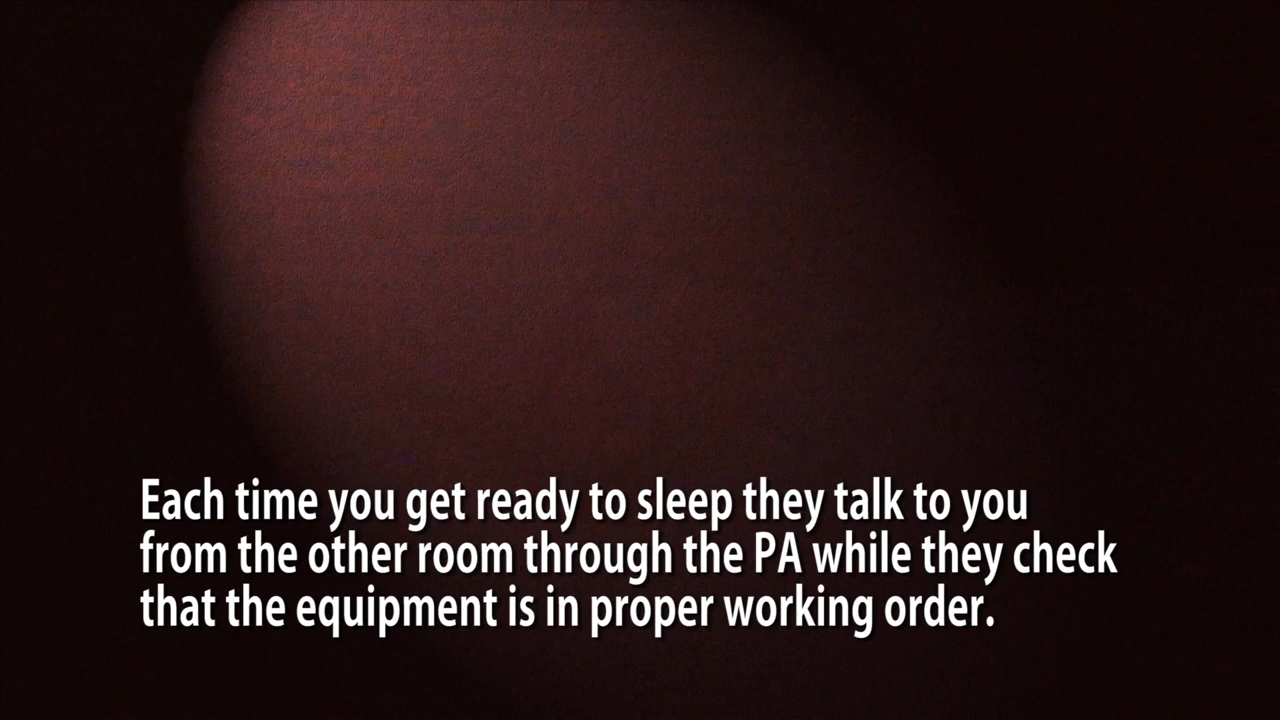 Each time you get ready to sleep they talk to you
from the other room through the PA while they check
that the equipment is in proper working order.